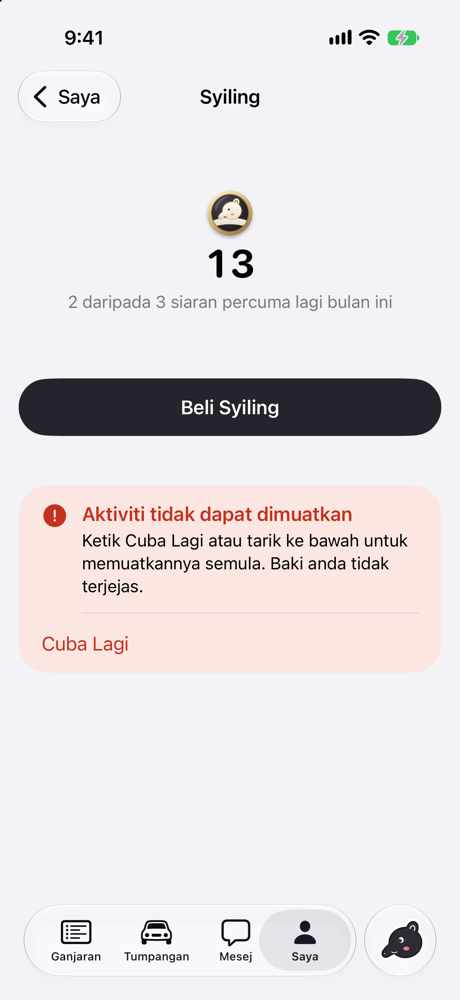 9:41
Saya
Syiling
13
2 daripada 3 siaran percuma lagi bulan ini
Beli Syiling
Aktiviti tidak dapat dimuatkan
Ketik Cuba Lagi atau tarik ke bawah untuk
memuatkannya semula. Baki anda tidak
terjejas.
Cuba Lagi
Ganjaran
Tumpangan
Mesej
Saya